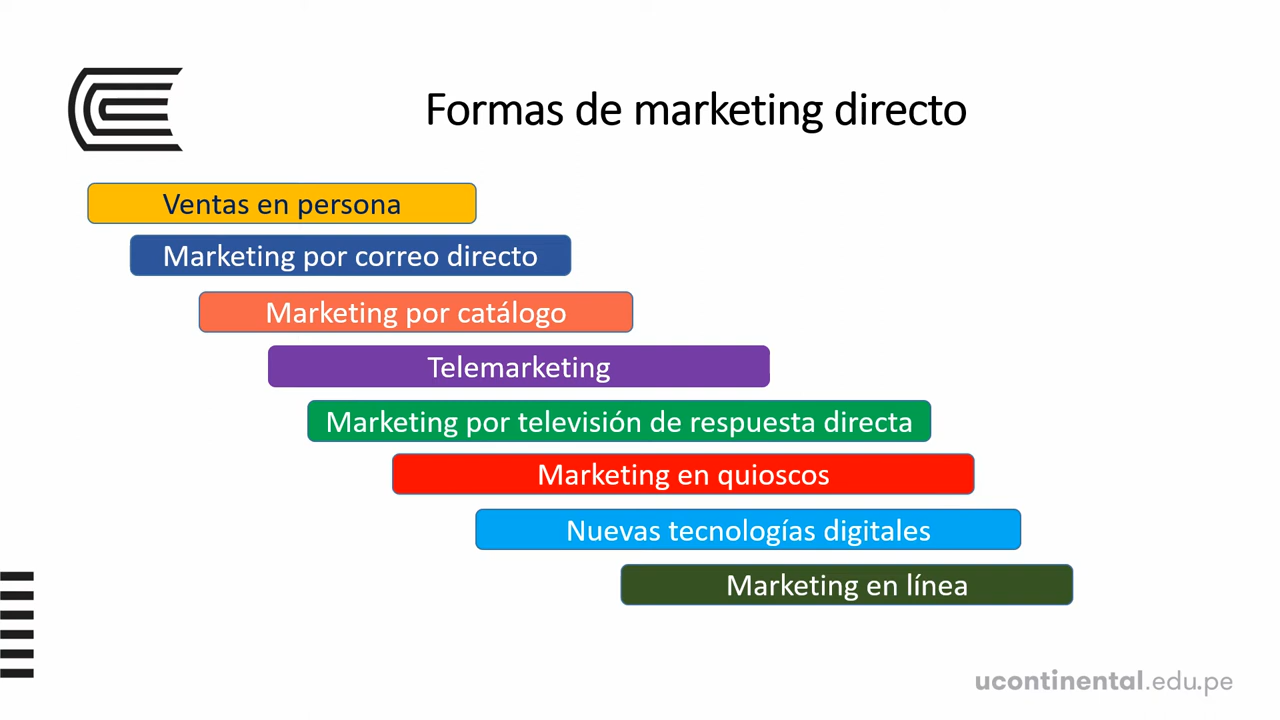 Formas de marketing directo
Ventas en persona
Marketing por correo directo
Marketing por catálogo
Telemarketing
Marketing por televisión de respuesta directa
Marketing en quioscos
Nuevas tecnologías digitales
Marketing en línea
ucontinental.edu.pe